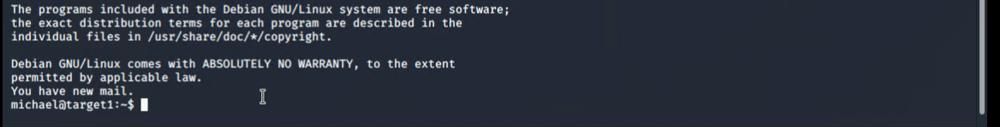 The programs included with the Debian GNU/Linux system are free software;
the exact distribution terms for each program are described in the
individual files in /usr/share/doc/*/copyright.
Debian GNU/Linux comes with ABSOLUTELY NO WARRANTY, to the extent
permitted by applicable law.
You have new mail.
michael@target1:~$